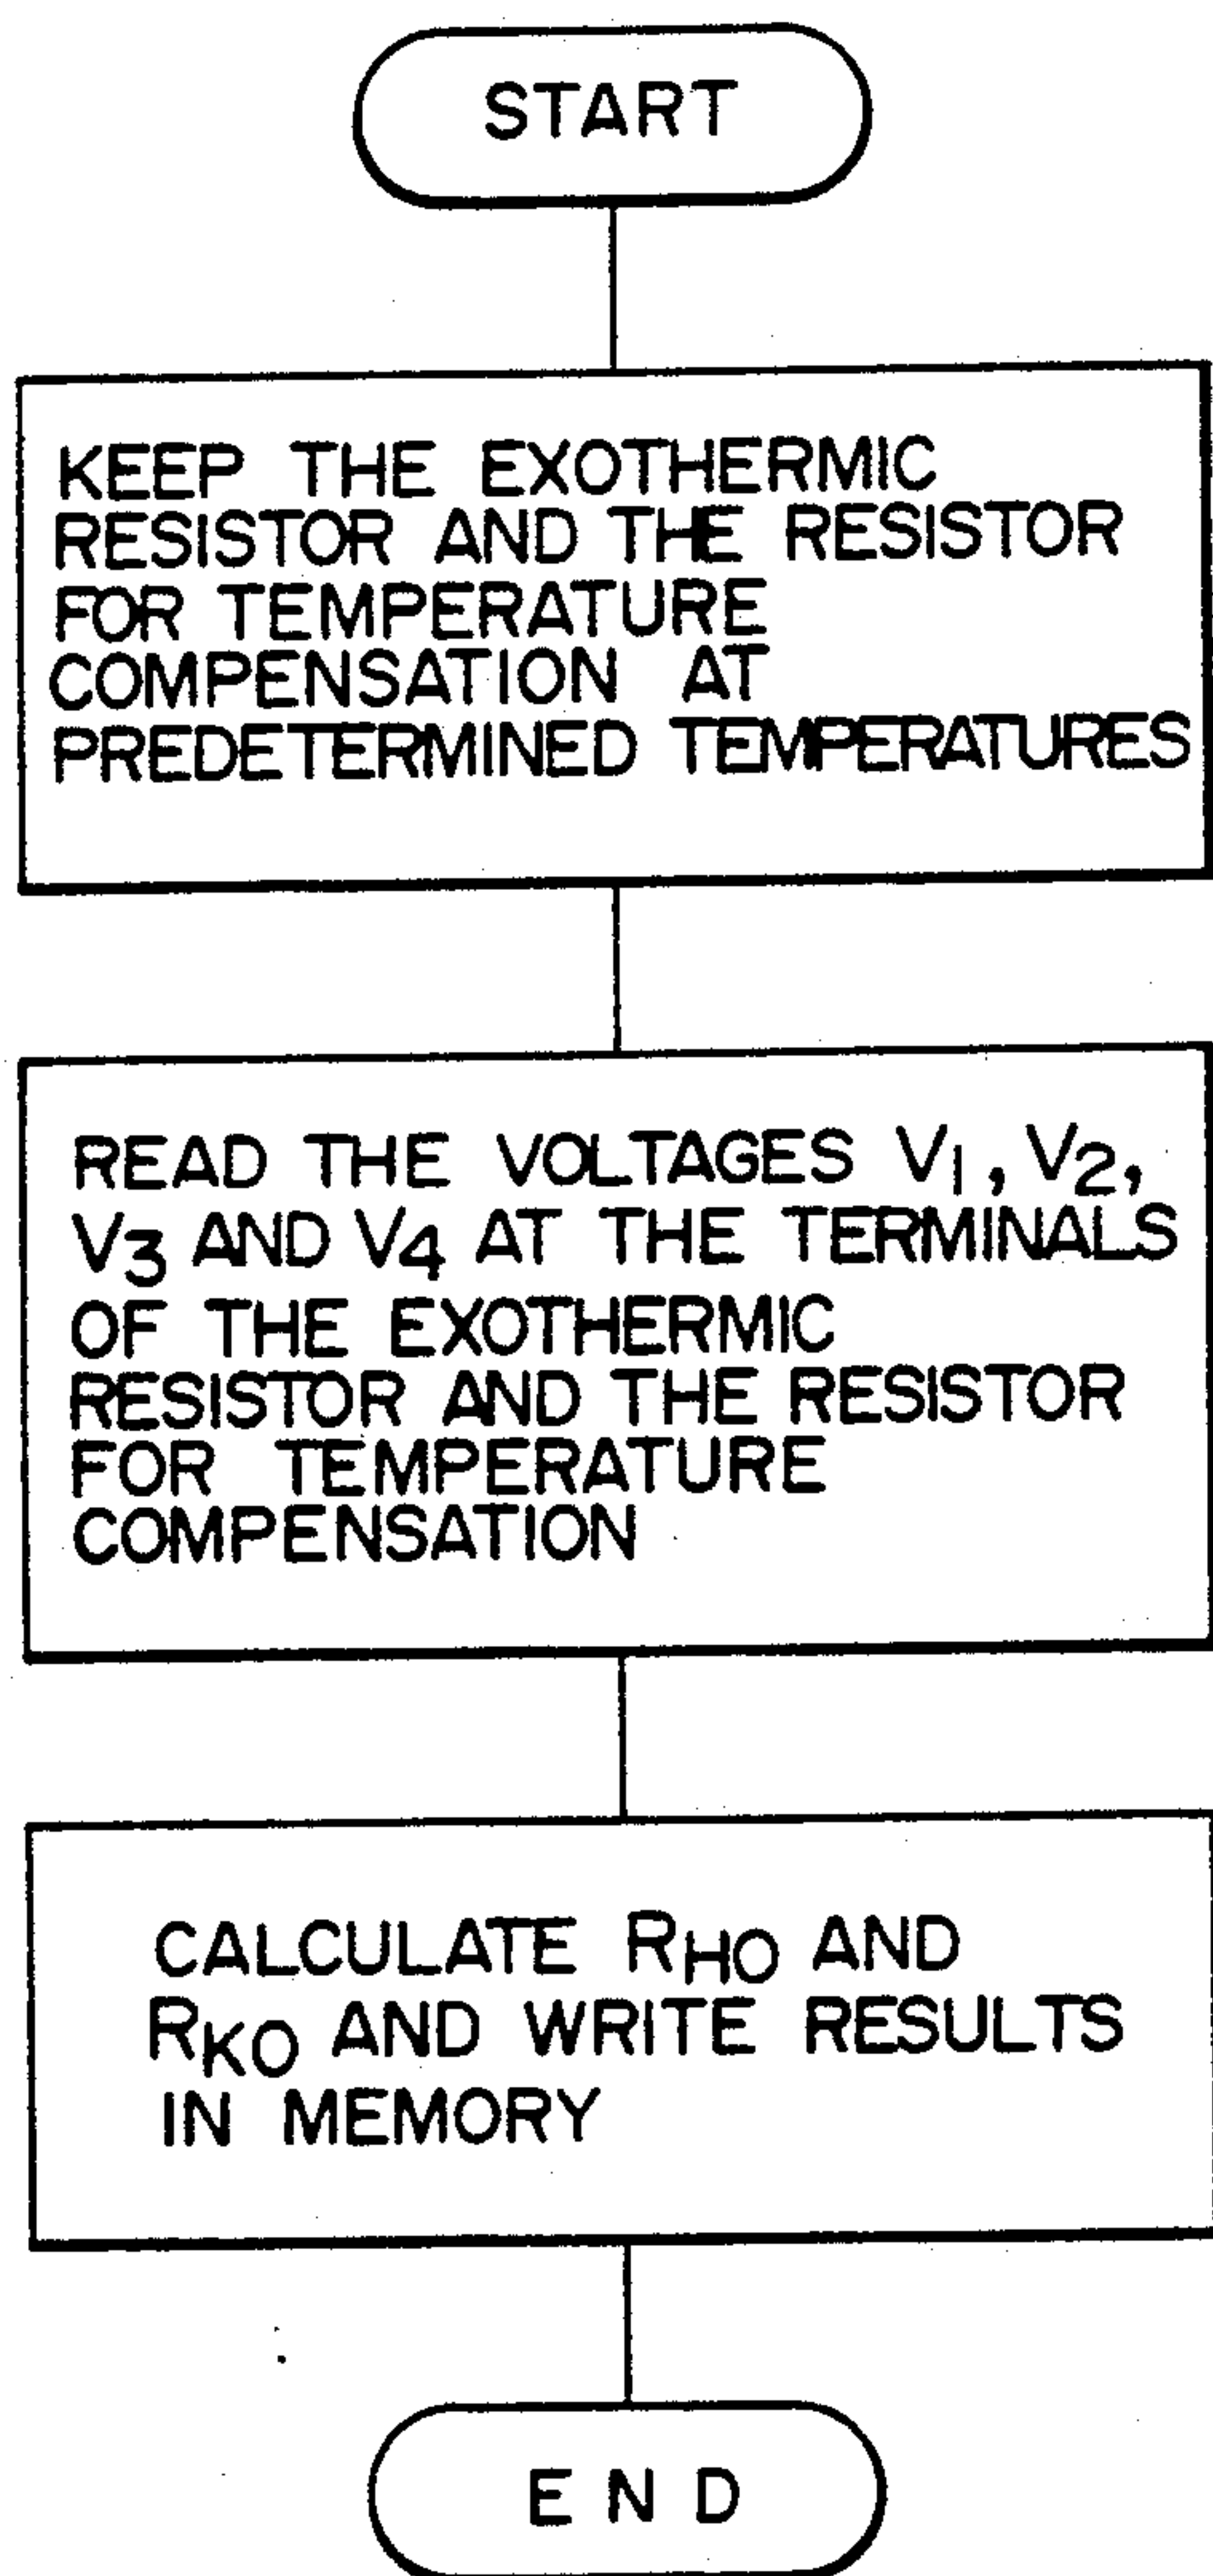 START
KEEP THE EXOTHERMIC
RESISTOR AND THE RESISTOR
FOR TEMPERATURE
COMPENSATION AT
PREDETERMINED TEMPERATURES
READ THE VOLTAGES V1, V2,
V3 AND V4 AT THE TERMINALS
OF THE EXOTHERMIC
RESISTOR AND THE RESISTOR
FOR TEMPERATURE
COMPENSATION
CALCULATE RHO AND
RKO AND WRITE RESULTS
IN MEMORY
END